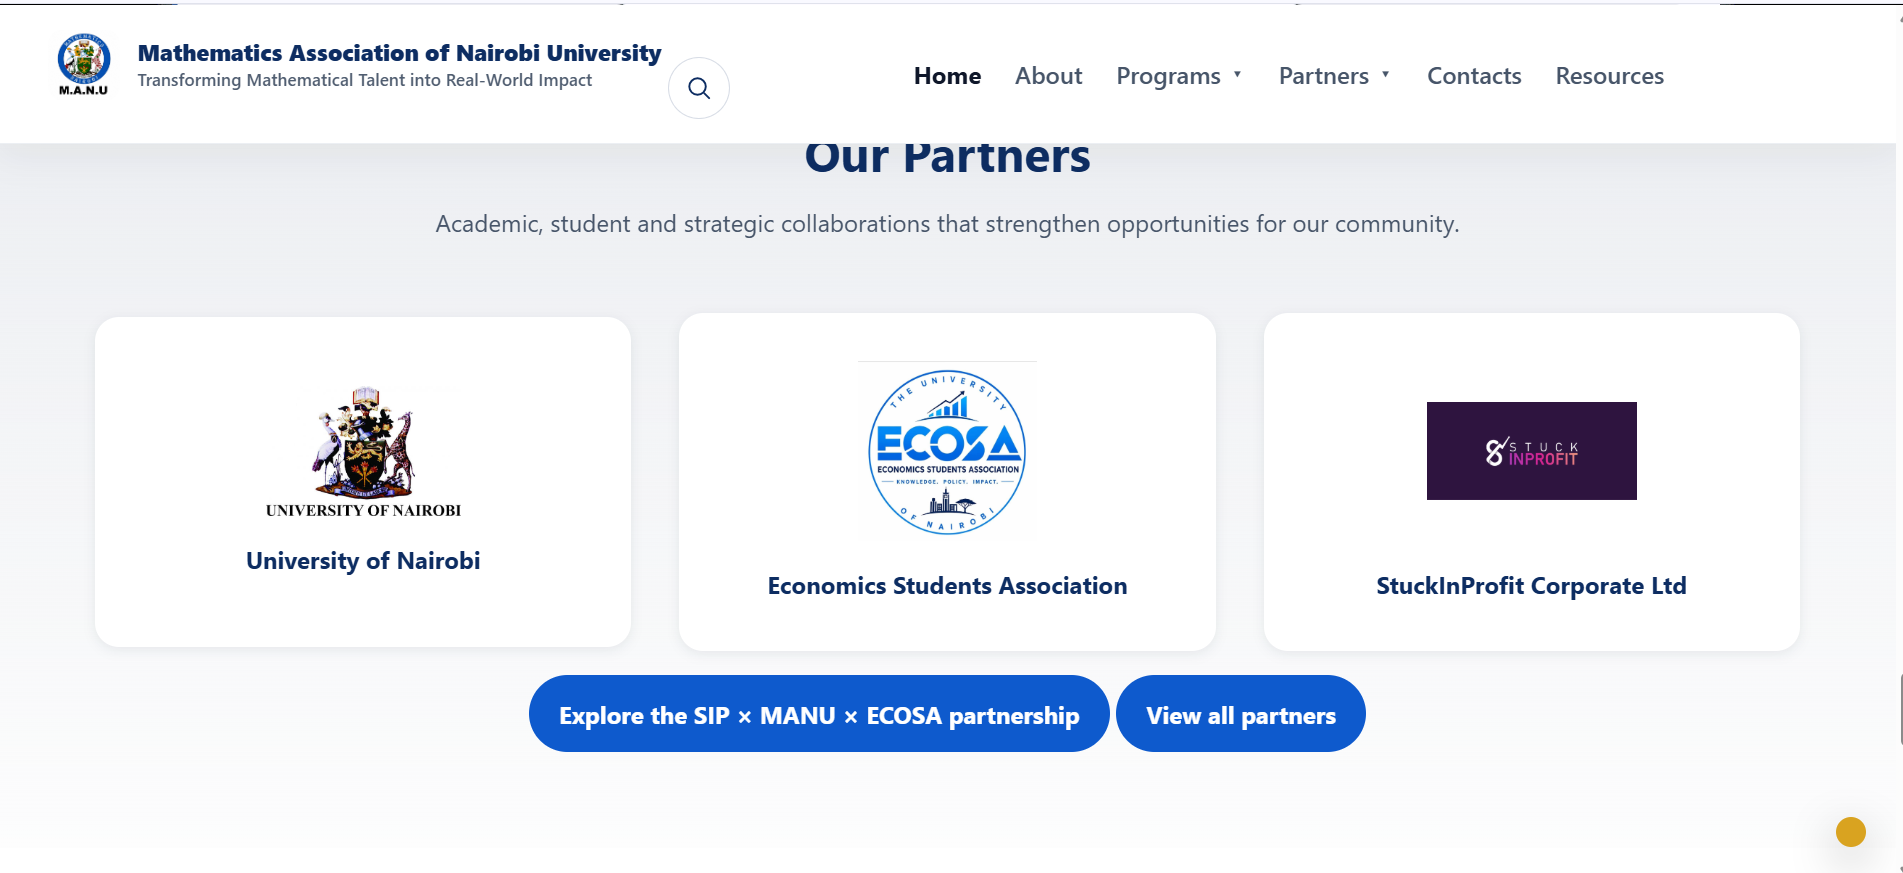 Mathematics Association of Nairobi University
Transforming Mathematical Talent into Real-World Impact
M.A.N.U
Home About Programs ▼ Partners ▼ Contacts Resources
Our Partners
Academic, student and strategic collaborations that strengthen opportunities for our community.
UNIVERSITY OF NAIROBI
University of Nairobi
THE UNIVERSITY
ECOSA
ECONOMICS STUDENTS ASSOCIATION
KNOWLEDGE. POLICY. IMPACT.
OF NAIROBI
Economics Students Association
STUCK
INPROFIT
StuckInProfit Corporate Ltd
Explore the SIP × MANU × ECOSA partnership
View all partners